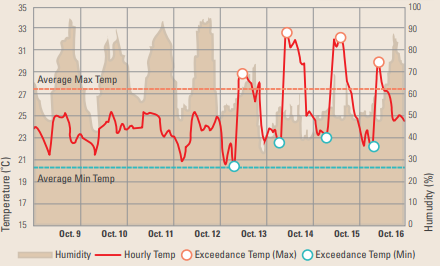 35
33
31
29
27
25
23
21
19
17
15
Temperature (°C)
100
90
80
70
60
50
40
30
20
10
0
Humidity (%)
Average Max Temp
Average Min Temp
Oct. 9
Oct. 10
Oct. 11
Oct. 12
Oct. 13
Oct. 14
Oct. 15
Oct. 16
Humidity
Hourly Temp
Exceedance Temp (Max)
Exceedance Temp (Min)